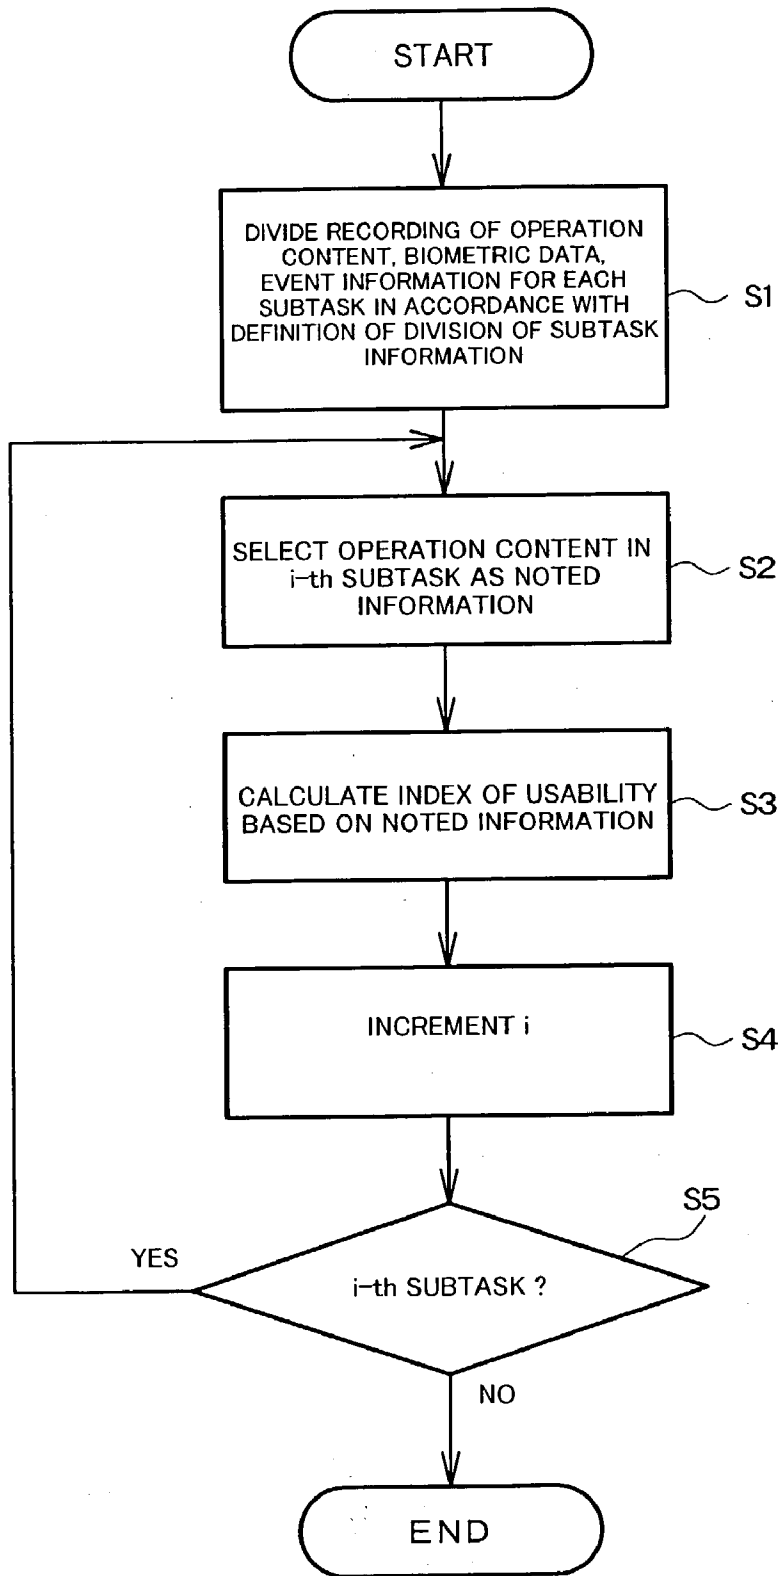 START
DIVIDE RECORDING OF OPERATION
CONTENT, BIOMETRIC DATA,
EVENT INFORMATION FOR EACH
SUBTASK IN ACCORDANCE WITH
DEFINITION OF DIVISION OF SUBTASK
INFORMATION
S1
SELECT OPERATION CONTENT IN
i-th SUBTASK AS NOTED
INFORMATION
S2
CALCULATE INDEX OF USABILITY
BASED ON NOTED INFORMATION
S3
INCREMENT i
S4
S5
YES
i-th SUBTASK ?
NO
END